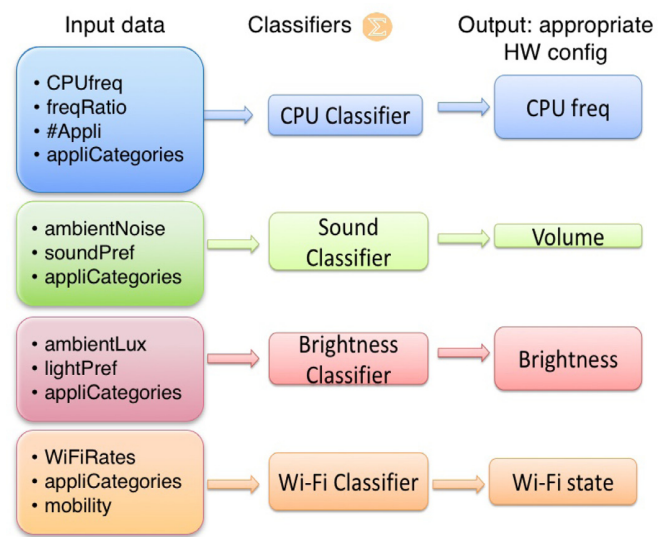 Input data
Classifiers Σ
Output: appropriate
HW config
• CPUfreq
• freqRatio
• #Appli
• appliCategories
CPU Classifier
CPU freq
• ambientNoise
• soundPref
• appliCategories
Sound
Classifier
Volume
• ambientLux
• lightPref
• appliCategories
Brightness
Classifier
Brightness
• WiFiRates
• appliCategories
• mobility
Wi-Fi Classifier
Wi-Fi state